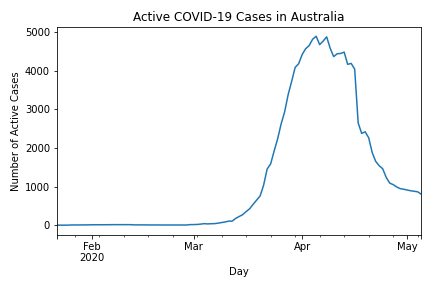 Active COVID-19 Cases in Australia
Number of Active Cases
5000
4000
3000
2000
1000
0
Feb Mar Apr May
2020
Day